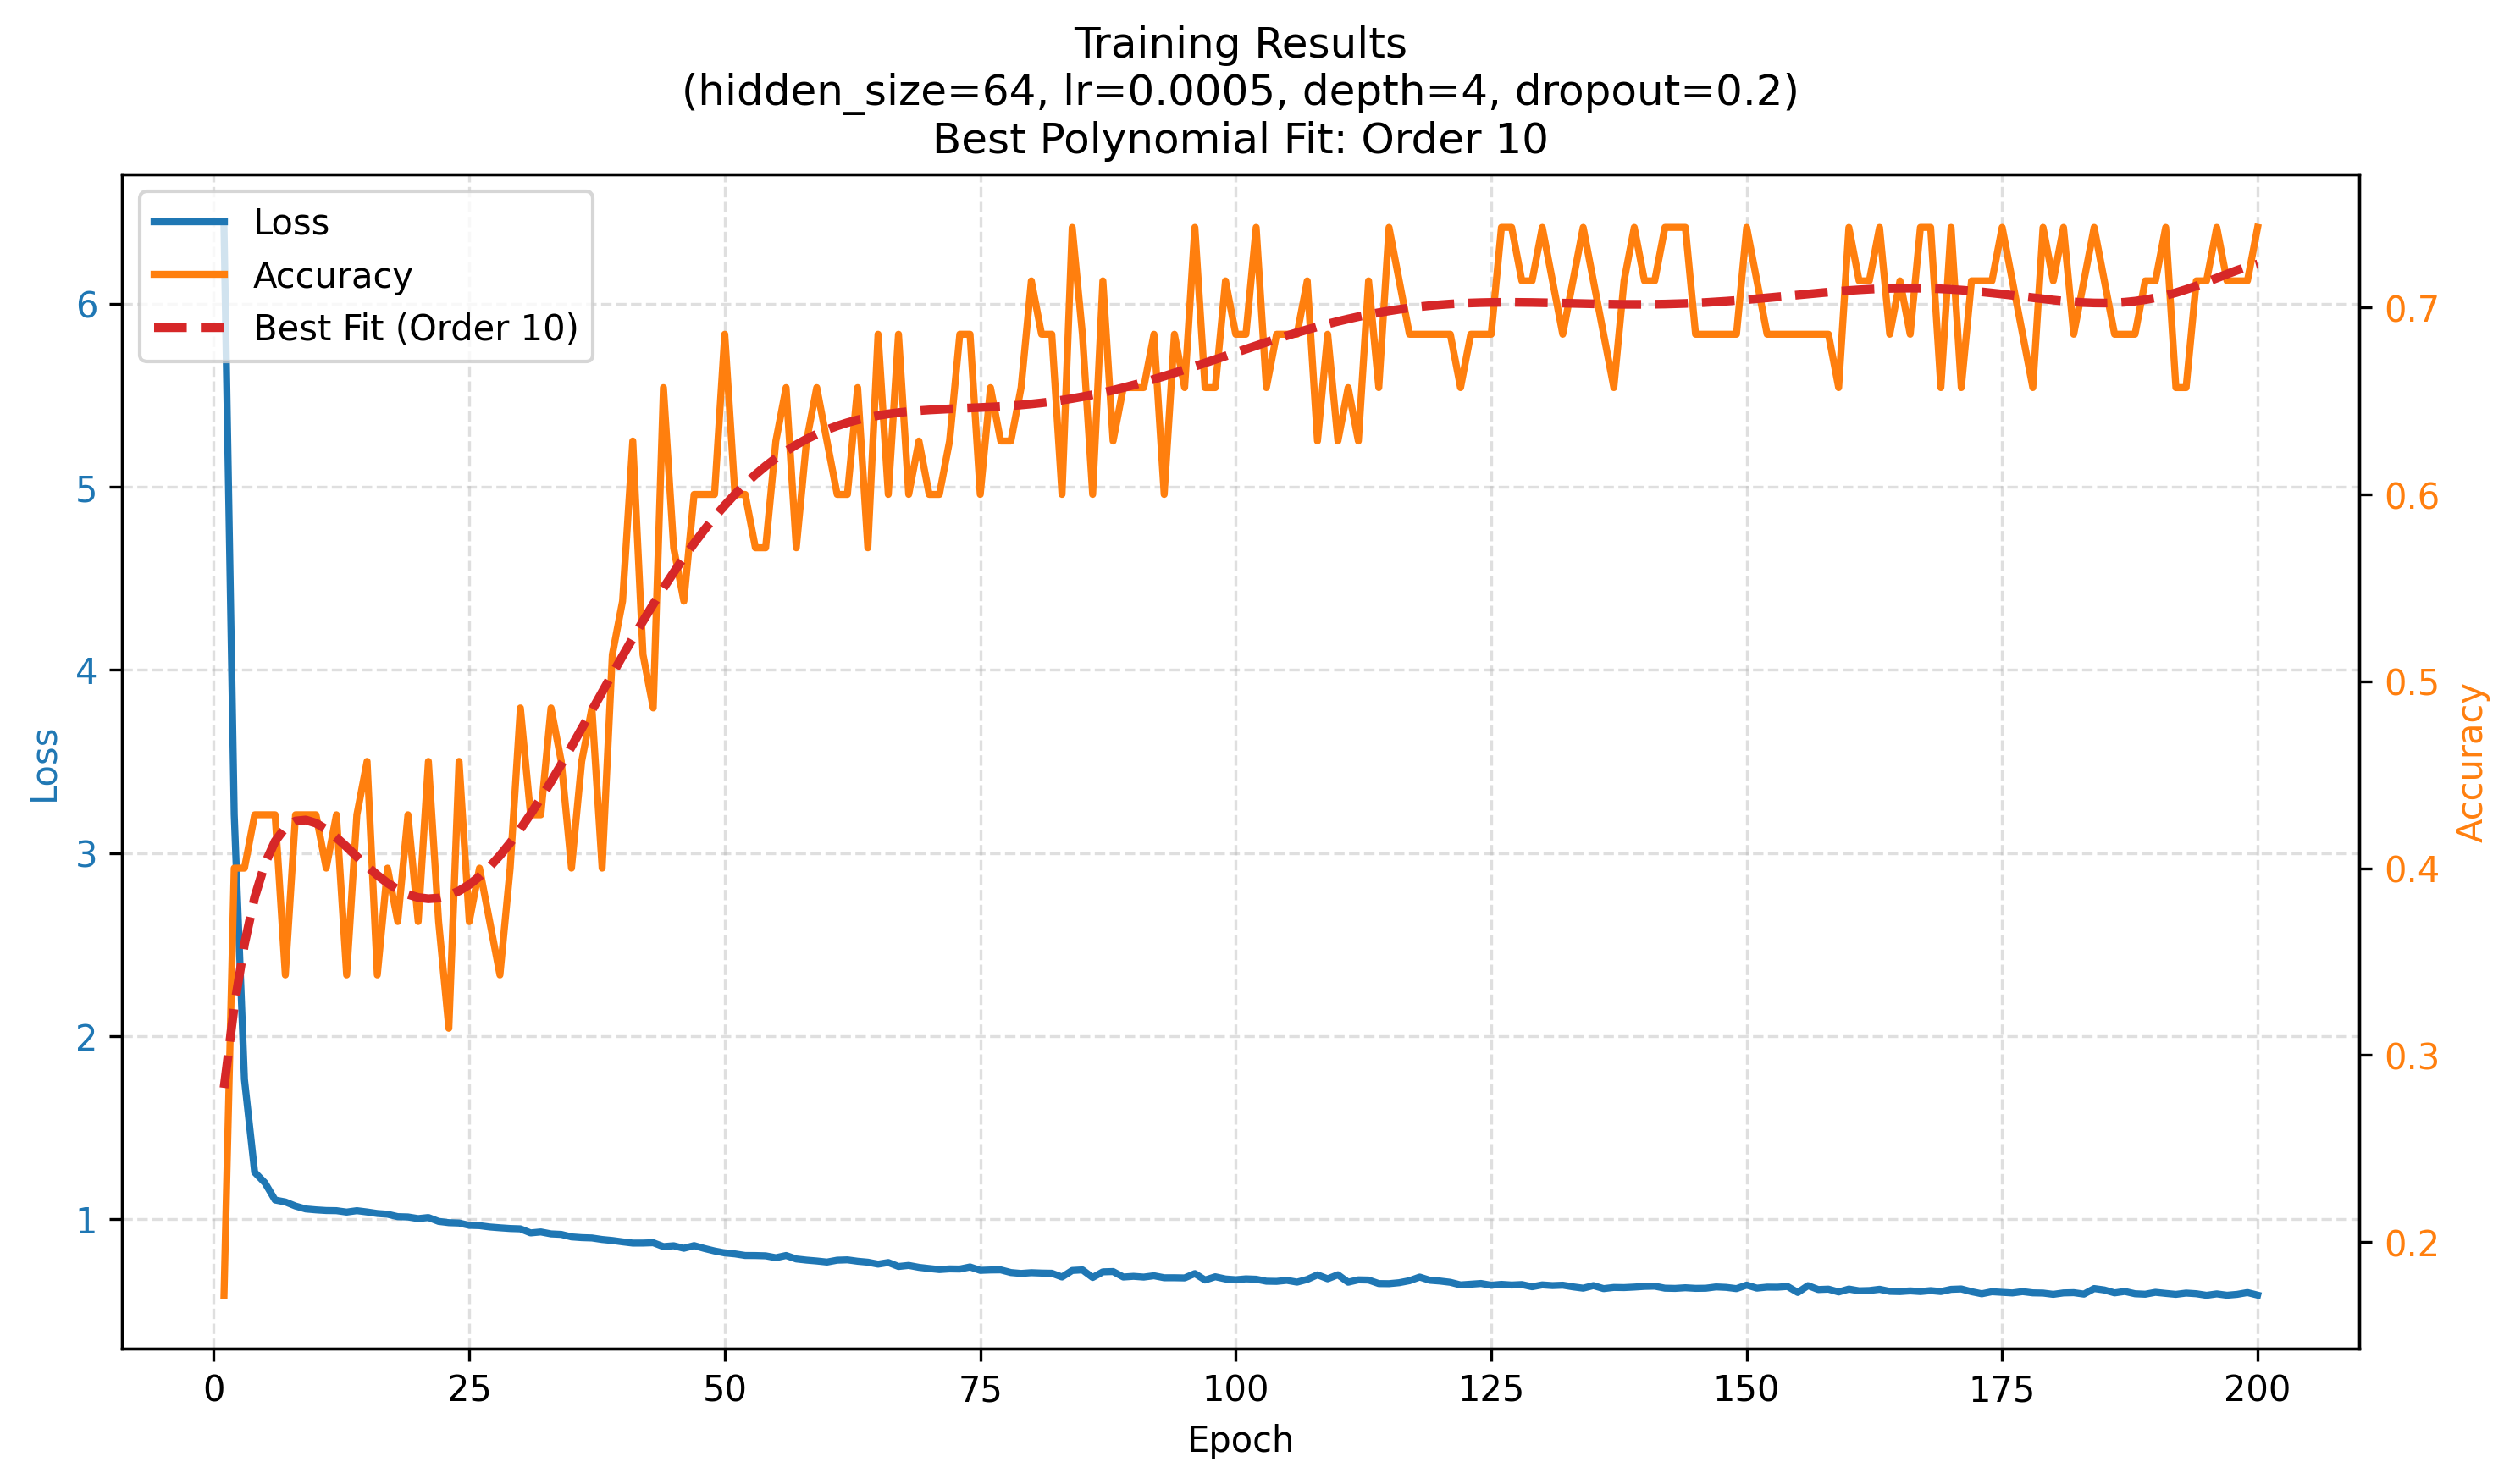 Training Results
(hidden_size=64, lr=0.0005, depth=4, dropout=0.2)
Best Polynomial Fit: Order 10
Loss
Accuracy
Best Fit (Order 10)
6
5
4
3
2
1
Loss
0.7
0.6
0.5
0.4
0.3
0.2
Accuracy
0 25 50 75 100 125 150 175 200
Epoch